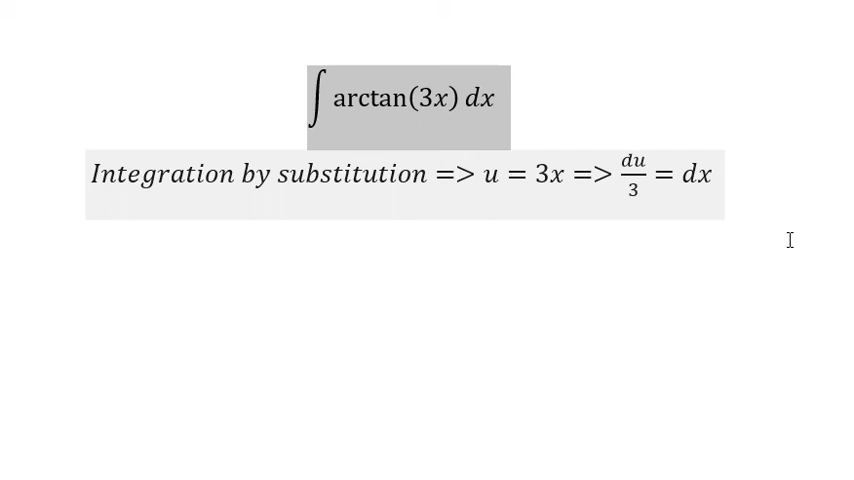 ∫ arctan(3x) dx
Integration by substitution => u = 3x => du/3 = dx